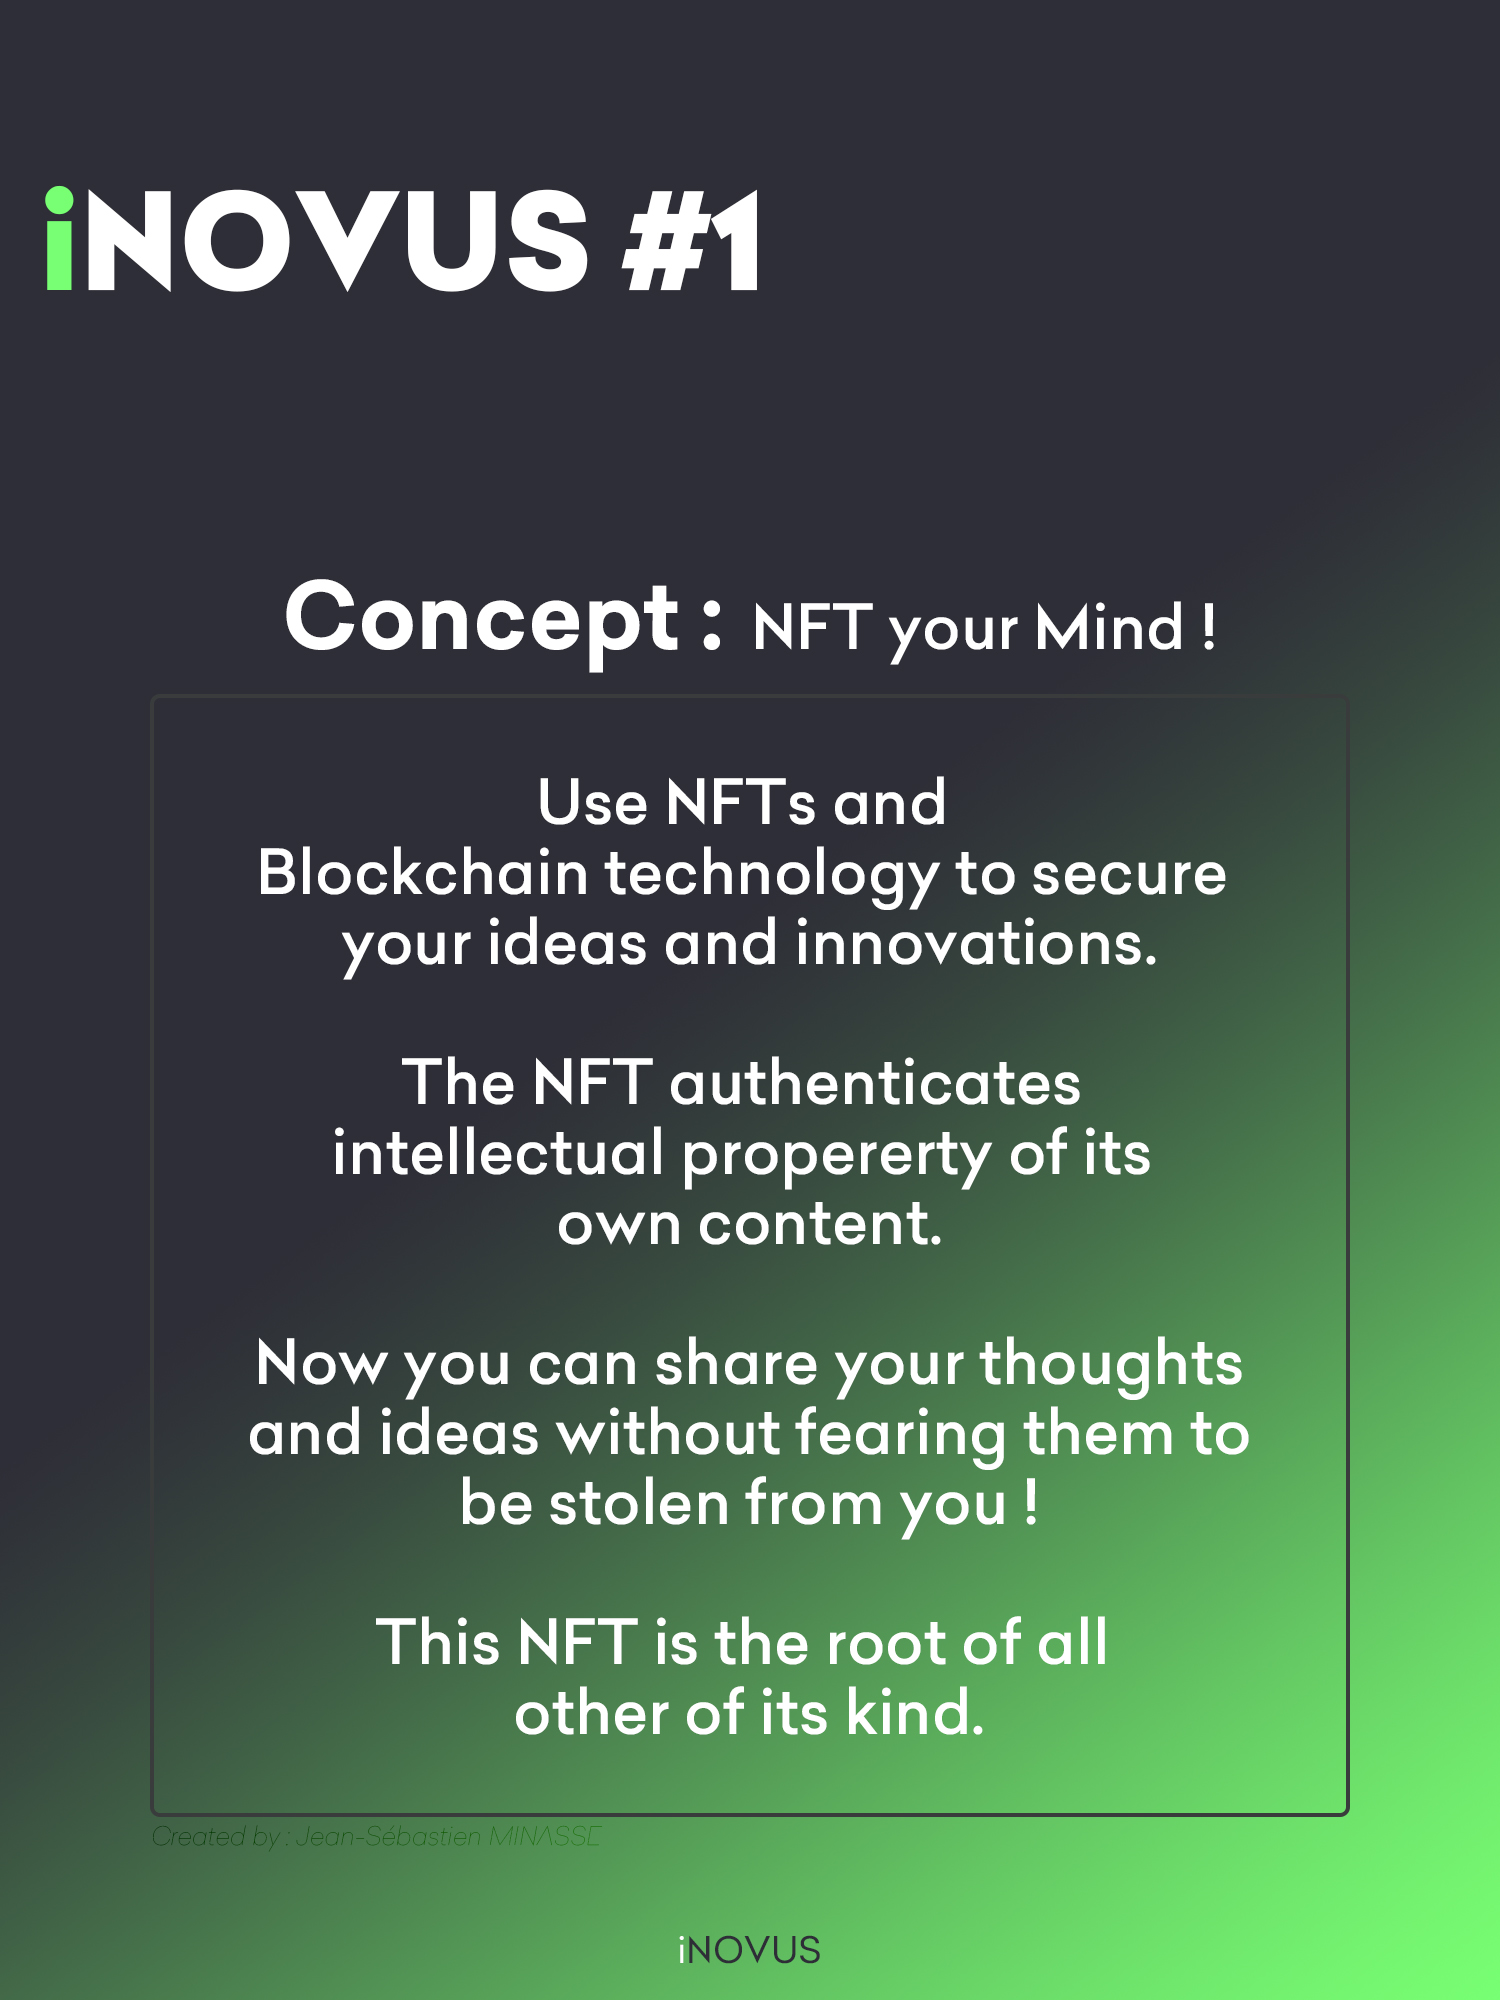 iNOVUS #1
Concept : NFT your Mind !
Use NFTs and
Blockchain technology to secure
your ideas and innovations.
The NFT authenticates
intellectual propererty of its
own content.
Now you can share your thoughts
and ideas without fearing them to
be stolen from you !
This NFT is the root of all
other of its kind.
Created by : Jean-Sébastien MINASSE
iNOVUS